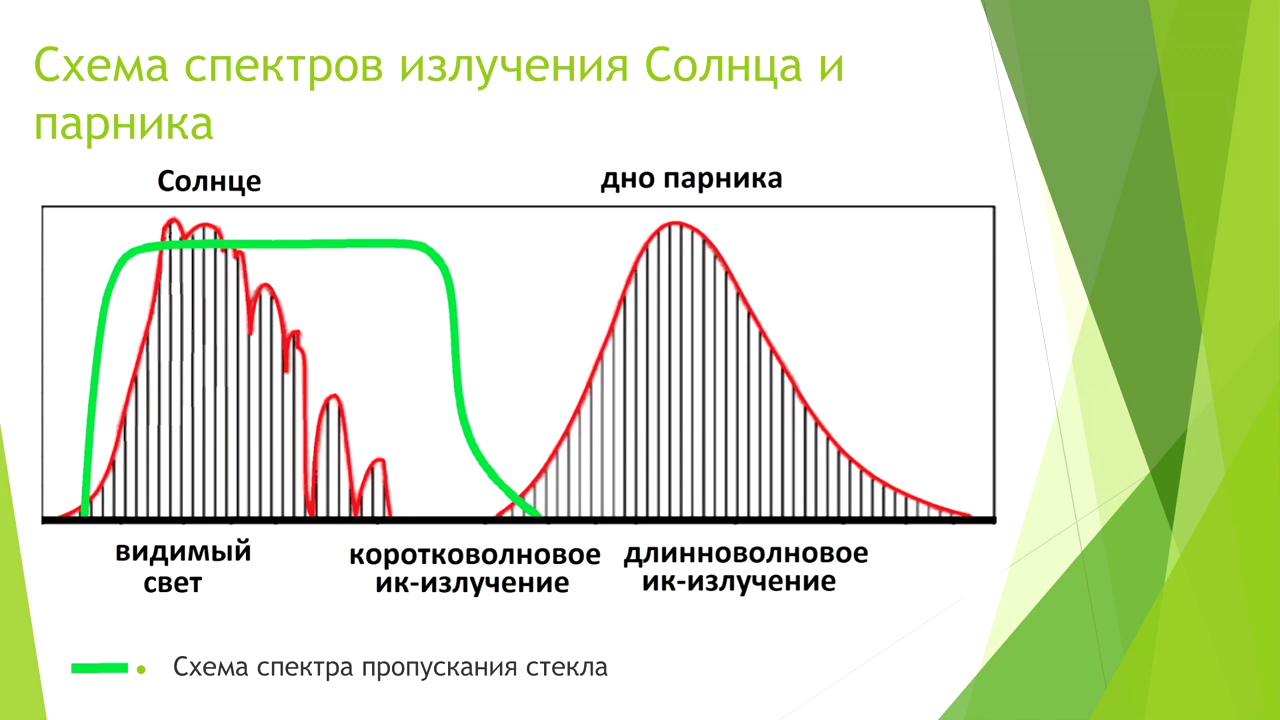 Схема спектров излучения Солнца и
парника
Солнце
дно парника
видимый
свет
коротковолновое
ик-излучение
длинноволновое
ик-излучение
Схема спектра пропускания стекла